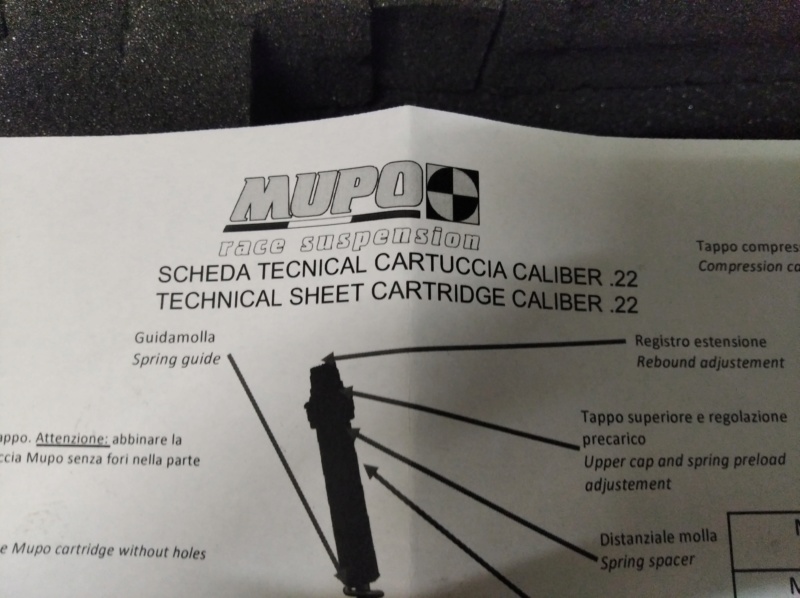 MUPO
race suspension
SCHEDA TECNICAL CARTUCCIA CALIBER .22
TECHNICAL SHEET CARTRIDGE CALIBER .22
Tappo compress
Compression ca
Guidamolla
Spring guide
Registro estensione
Rebound adjustement
Tappo superiore e regolazione
precarico
Upper cap and spring preload
adjustement
appo. Attenzione: abbinare la
ccia Mupo senza fori nella parte
Distanziale molla
Spring spacer
e Mupo cartridge without holes